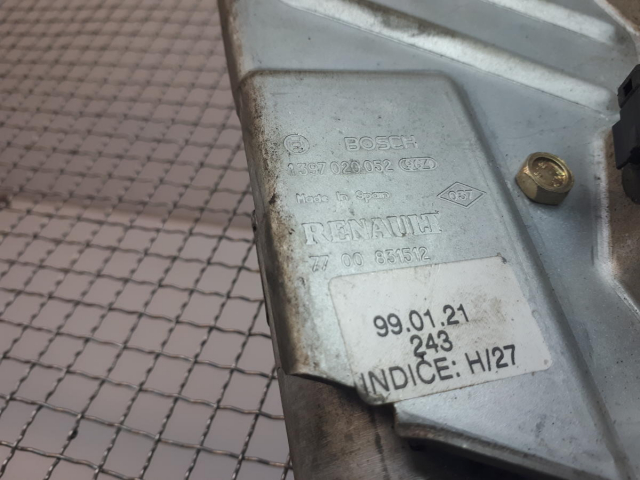 BOSCH
Made in Spain
RENAULT
77 00 831512
99.01.21
243
INDICE: H/27